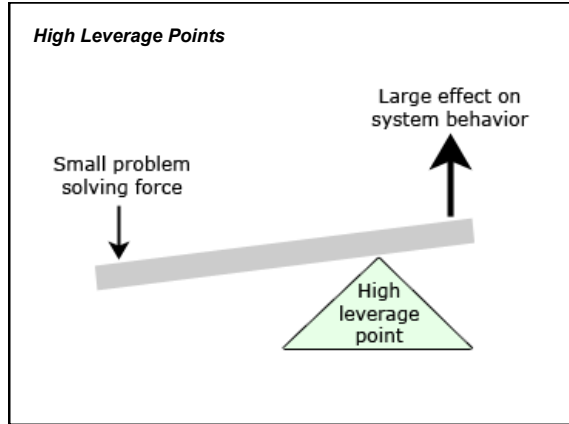 High Leverage Points
Large effect on
system behavior
Small problem
solving force
High
leverage
point